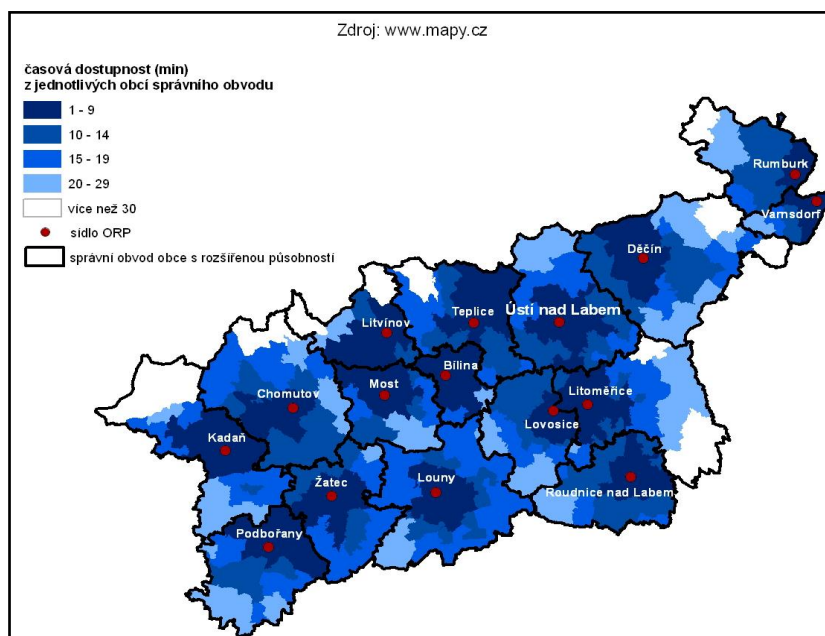 Zdroj: www.mapy.cz
časová dostupnost (min)
z jednotlivých obcí správního obvodu
1 - 9
10 - 14
15 - 19
20 - 29
více než 30
sídlo ORP
správní obvod obce s rozšířenou působností
Rumburk
Varnsdorf
Děčín
Ústí nad Labem
Teplice
Litvínov
Bílina
Most
Chomutov
Litoměřice
Lovosice
Kadaň
Žatec
Louny
Roudnice nad Labem
Podbořany